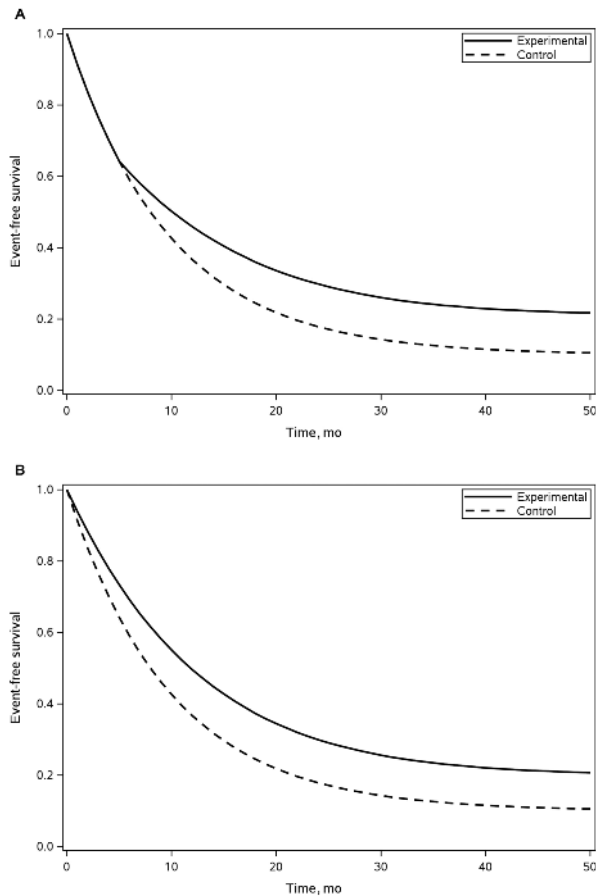 A
1.0
0.8
0.6
0.4
0.2
0.0
Event-free survival
Experimental
Control
0 10 20 30 40 50
Time, mo
B
1.0
0.8
0.6
0.4
0.2
0.0
Event-free survival
Experimental
Control
0 10 20 30 40 50
Time, mo